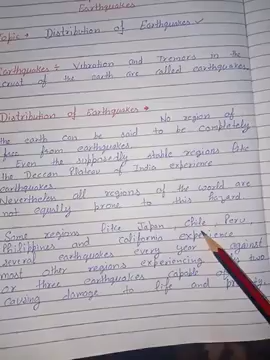 Earthquakes
Topic : Distribution of Earthquakes
Earthquakes : Vibration and Tremors in the
crust of the earth are called earthquakes.
Distribution of Earthquakes
No region of
the earth can be said to be completely
free from earthquakes.
Even the supposedly stable regions like
The Deccan Plateau of India experience
earthquakes
Nevertheless all regions of the world are
not equally prone to this hazard
Some regions like Japan, Chile, Peru,
Philippines and California experience
several earthquakes every year against
most other regions experiencing two
or three earthquakes capable of
causing damage to life and